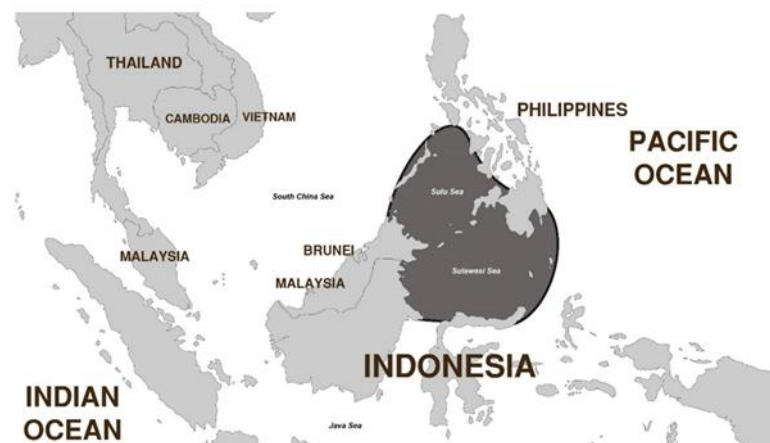 THAILAND
CAMBODIA
VIETNAM
PHILIPPINES
PACIFIC
OCEAN
South China Sea
Sulu Sea
BRUNEI
MALAYSIA
MALAYSIA
Sulawesi Sea
INDONESIA
INDIAN
OCEAN
Java Sea